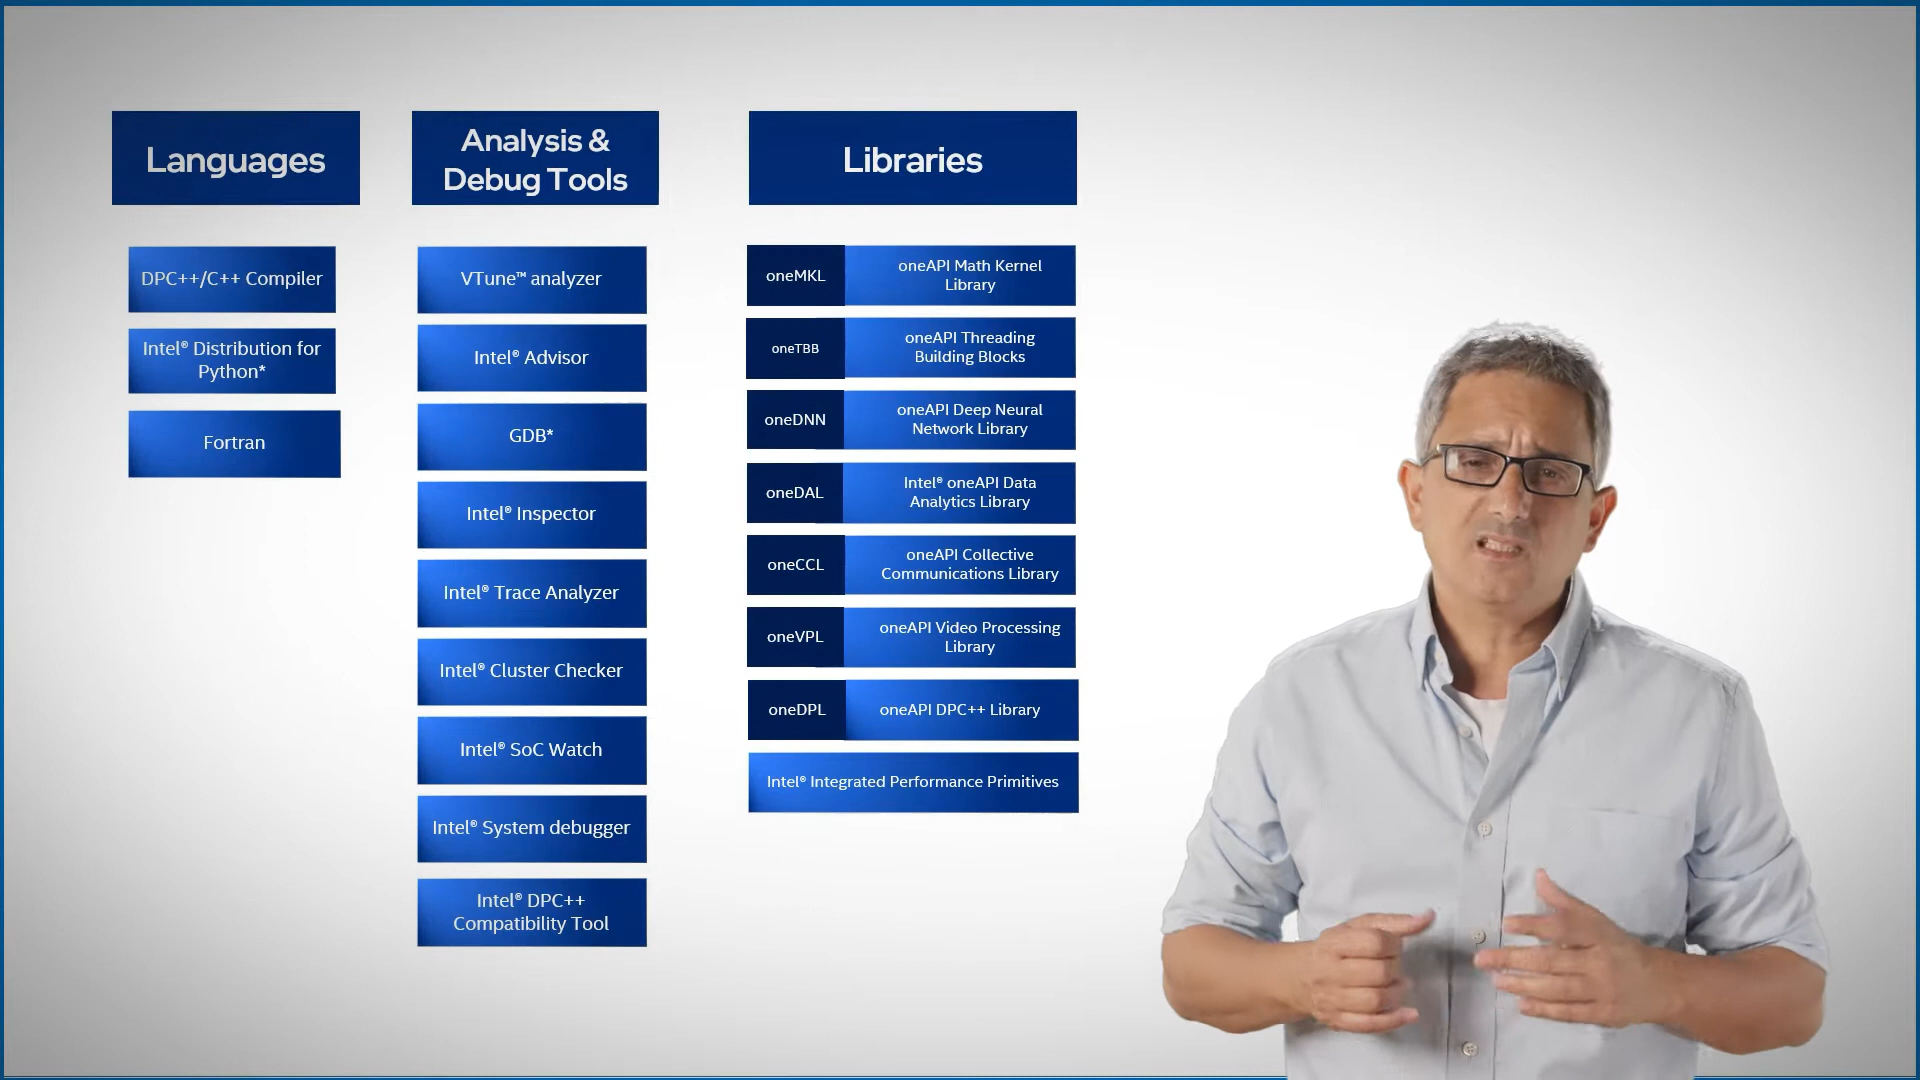 Languages
DPC++/C++ Compiler
Intel® Distribution for
Python*
Fortran
Analysis &
Debug Tools
VTune™ analyzer
Intel® Advisor
GDB*
Intel® Inspector
Intel® Trace Analyzer
Intel® Cluster Checker
Intel® SoC Watch
Intel® System debugger
Intel® DPC++
Compatibility Tool
Libraries
oneMKL
oneAPI Math Kernel
Library
oneTBB
oneAPI Threading
Building Blocks
oneDNN
oneAPI Deep Neural
Network Library
oneDAL
Intel® oneAPI Data
Analytics Library
oneCCL
oneAPI Collective
Communications Library
oneVPL
oneAPI Video Processing
Library
oneDPL
oneAPI DPC++ Library
Intel® Integrated Performance Primitives